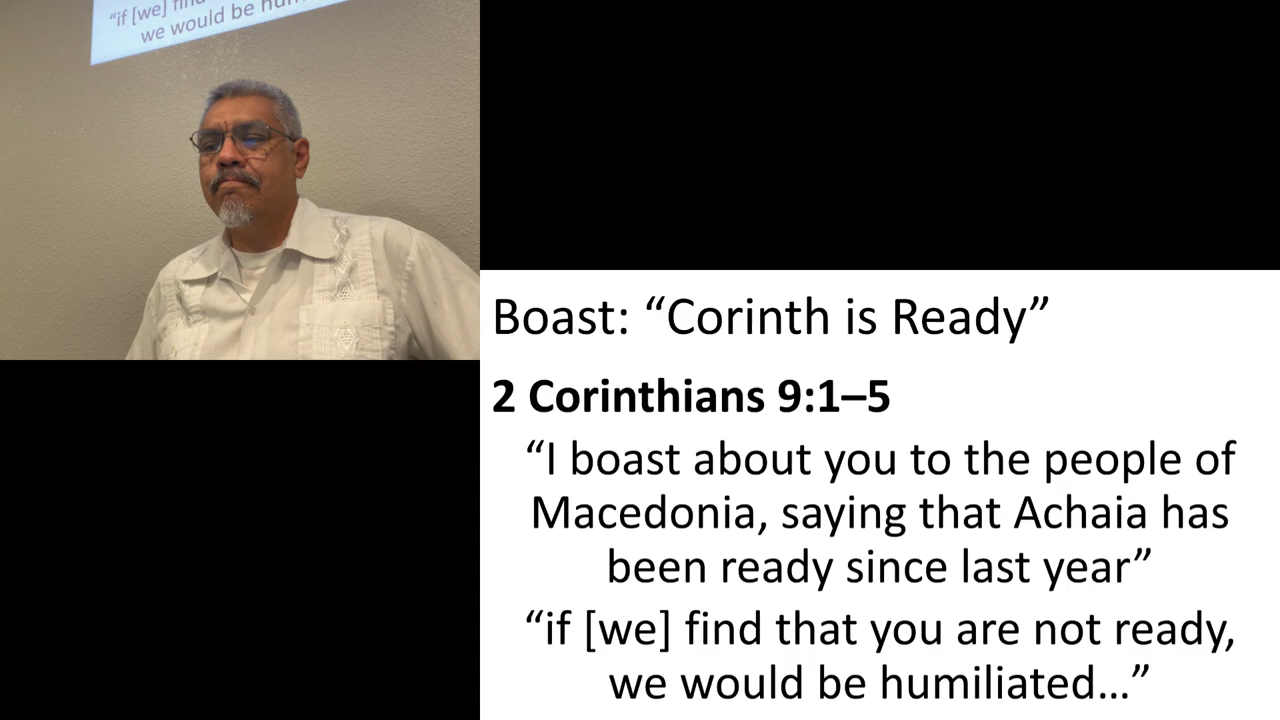 “if [we] find
we would be hum
Boast: “Corinth is Ready”
2 Corinthians 9:1–5
“I boast about you to the people of
Macedonia, saying that Achaia has
been ready since last year”
“if [we] find that you are not ready,
we would be humiliated...”